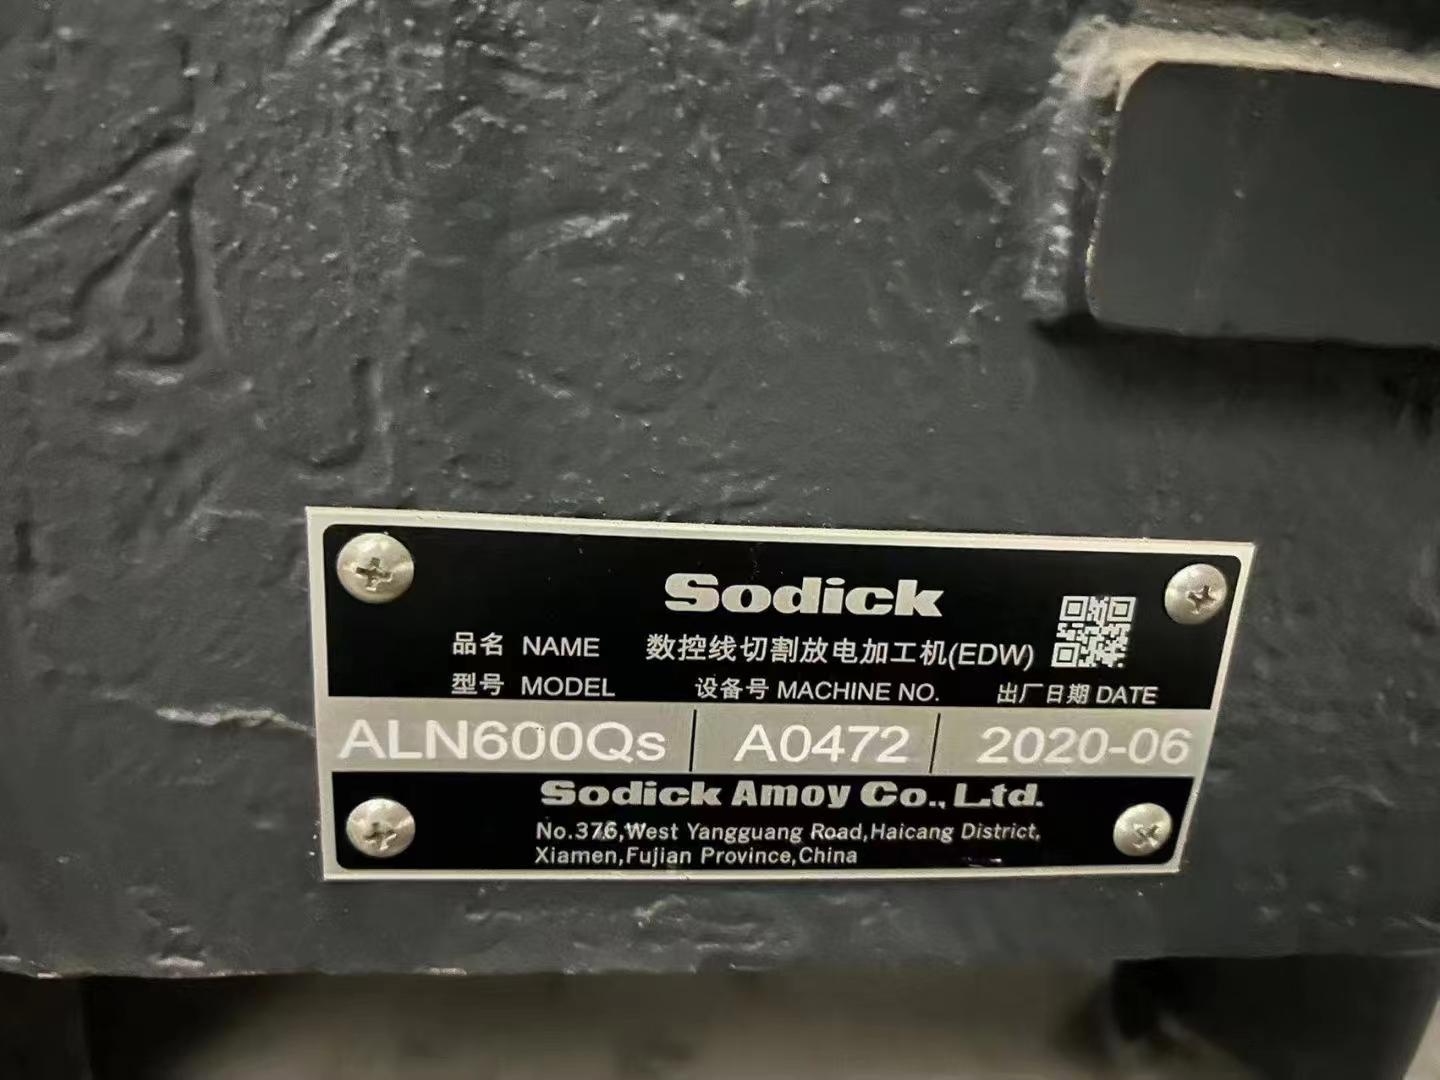 Sodick
品名 NAME 数控线切割放电加工机(EDW)
型号 MODEL 设备号 MACHINE NO. 出厂日期 DATE
ALN600Qs A0472 2020-06
Sodick Amoy Co., Ltd.
No.376,West Yangguang Road,Haicang District,
Xiamen,Fujian Province,China